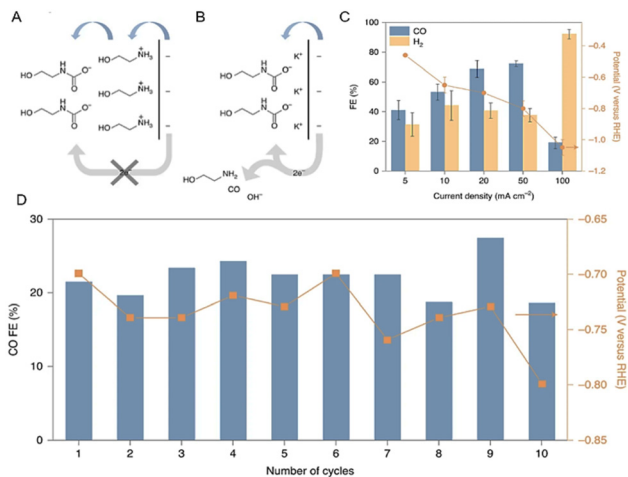 A
B
C
HO
H
N
O
O⁻
HO
+
NH₃
−
HO
+
NH₃
−
HO
H
N
O
O⁻
HO
+
NH₃
−
K⁺
−
HO
H
N
O
O⁻
K⁺
−
HO
H
N
O
O⁻
K⁺
−
HO
NH₂
CO
OH⁻
2e⁻
CO
H₂
FE (%)
100
80
60
40
20
0
5
10
20
50
100
Current density (mA cm⁻²)
−0.4
−0.6
−0.8
−1.0
−1.2
Potential (V versus RHE)
D
CO FE (%)
30
20
10
0
1
2
3
4
5
6
7
8
9
10
Number of cycles
−0.65
−0.70
−0.75
−0.80
−0.85
Potential (V versus RHE)